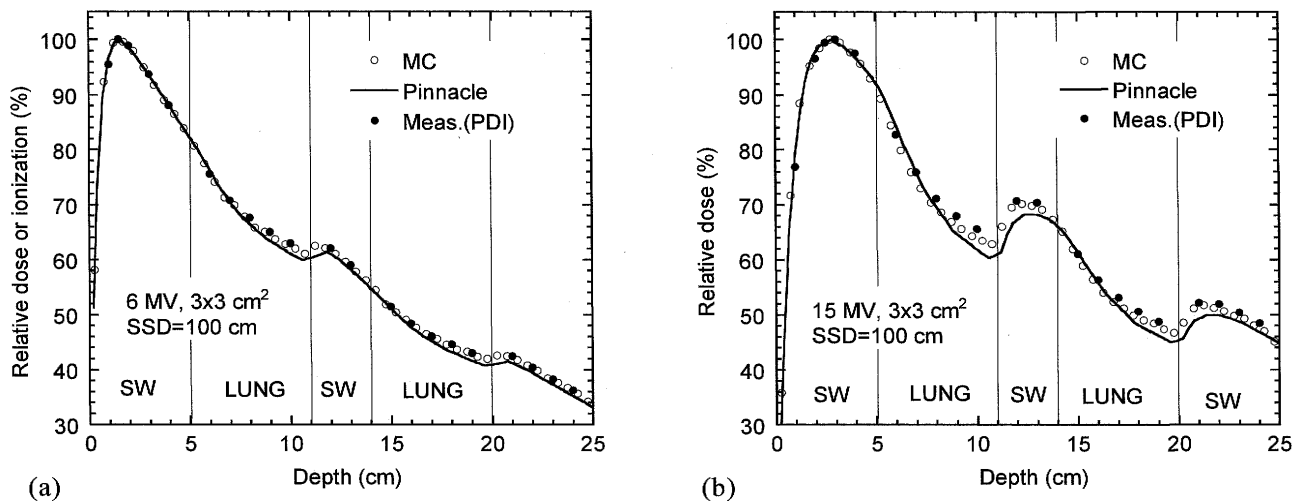 100
90
80
70
60
50
40
30
Relative dose or ionization (%)
MC
Pinnacle
Meas.(PDI)
6 MV, 3x3 cm²
SSD=100 cm
SW
LUNG
SW
LUNG
0
5
10
15
20
25
Depth (cm)
(a)
100
90
80
70
60
50
40
30
Relative dose (%)
MC
Pinnacle
Meas.(PDI)
15 MV, 3x3 cm²
SSD=100 cm
SW
LUNG
SW
LUNG
SW
0
5
10
15
20
25
Depth (cm)
(b)